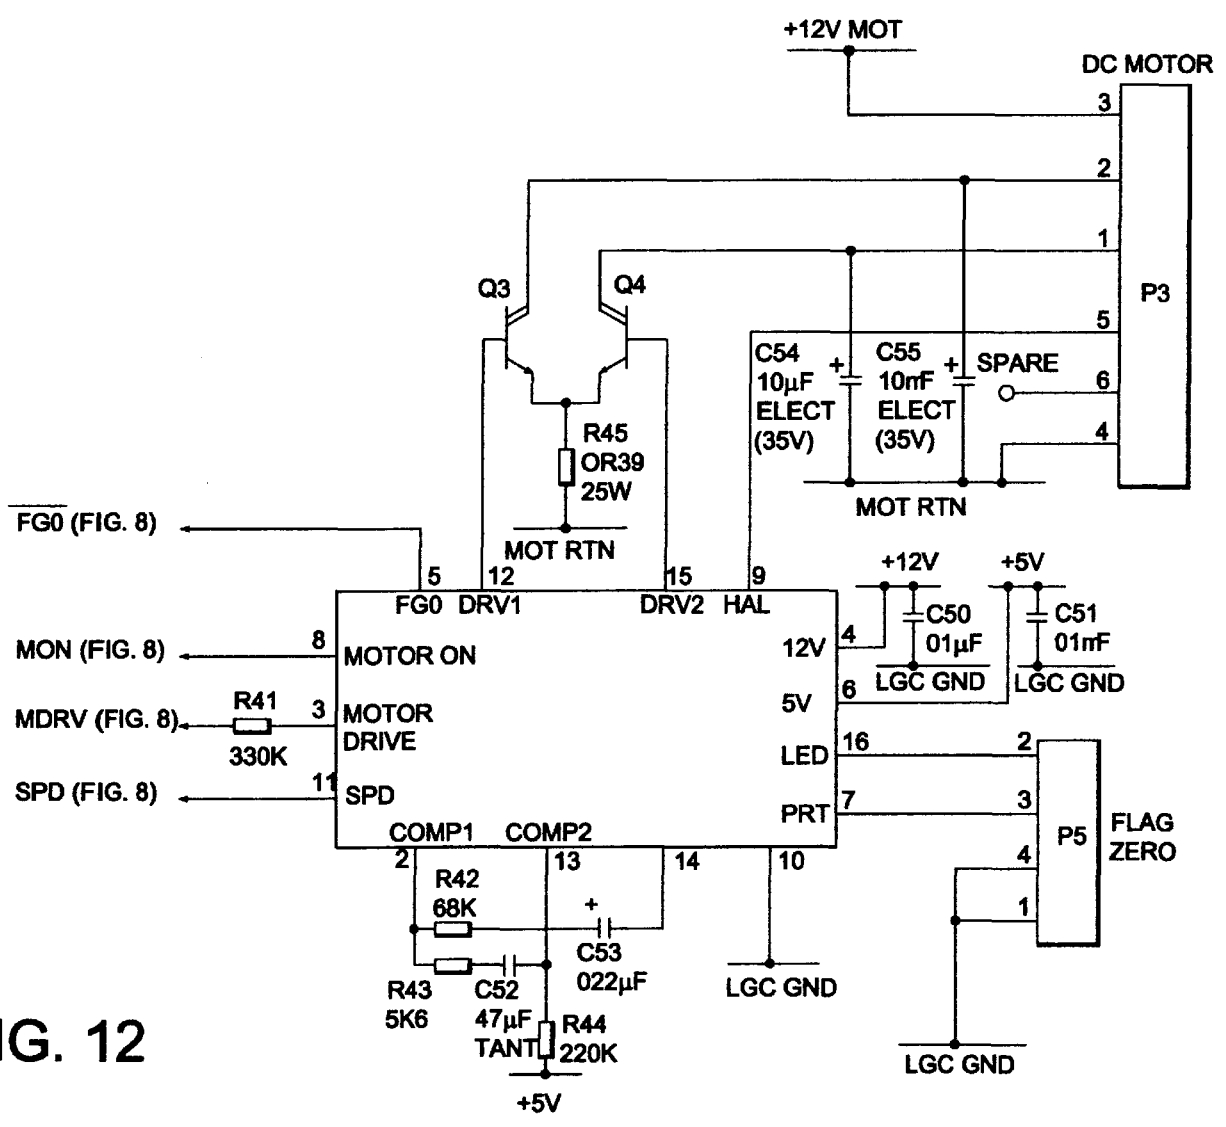 +12V MOT
DC MOTOR
3
2
1
Q3
Q4
P3
5
C54
10µF
ELECT
(35V)
+
C55
10mF
ELECT
(35V)
+
SPARE
6
4
R45
OR39
25W
MOT RTN
MOT RTN
FG0 (FIG. 8)
5
12
15
9
FG0
DRV1
DRV2
HAL
+12V
+5V
C50
01µF
C51
01mF
LGC GND
LGC GND
MON (FIG. 8)
8
MOTOR ON
12V
4
R41
MDRV (FIG. 8)
330K
3
MOTOR
DRIVE
5V
6
SPD (FIG. 8)
11
SPD
LED
16
2
PRT
7
3
P5
FLAG
ZERO
4
1
COMP1
COMP2
2
13
14
10
R42
68K
+
C53
022µF
R43
5K6
C52
47µF
TANT
R44
220K
+5V
LGC GND
LGC GND
IG. 12